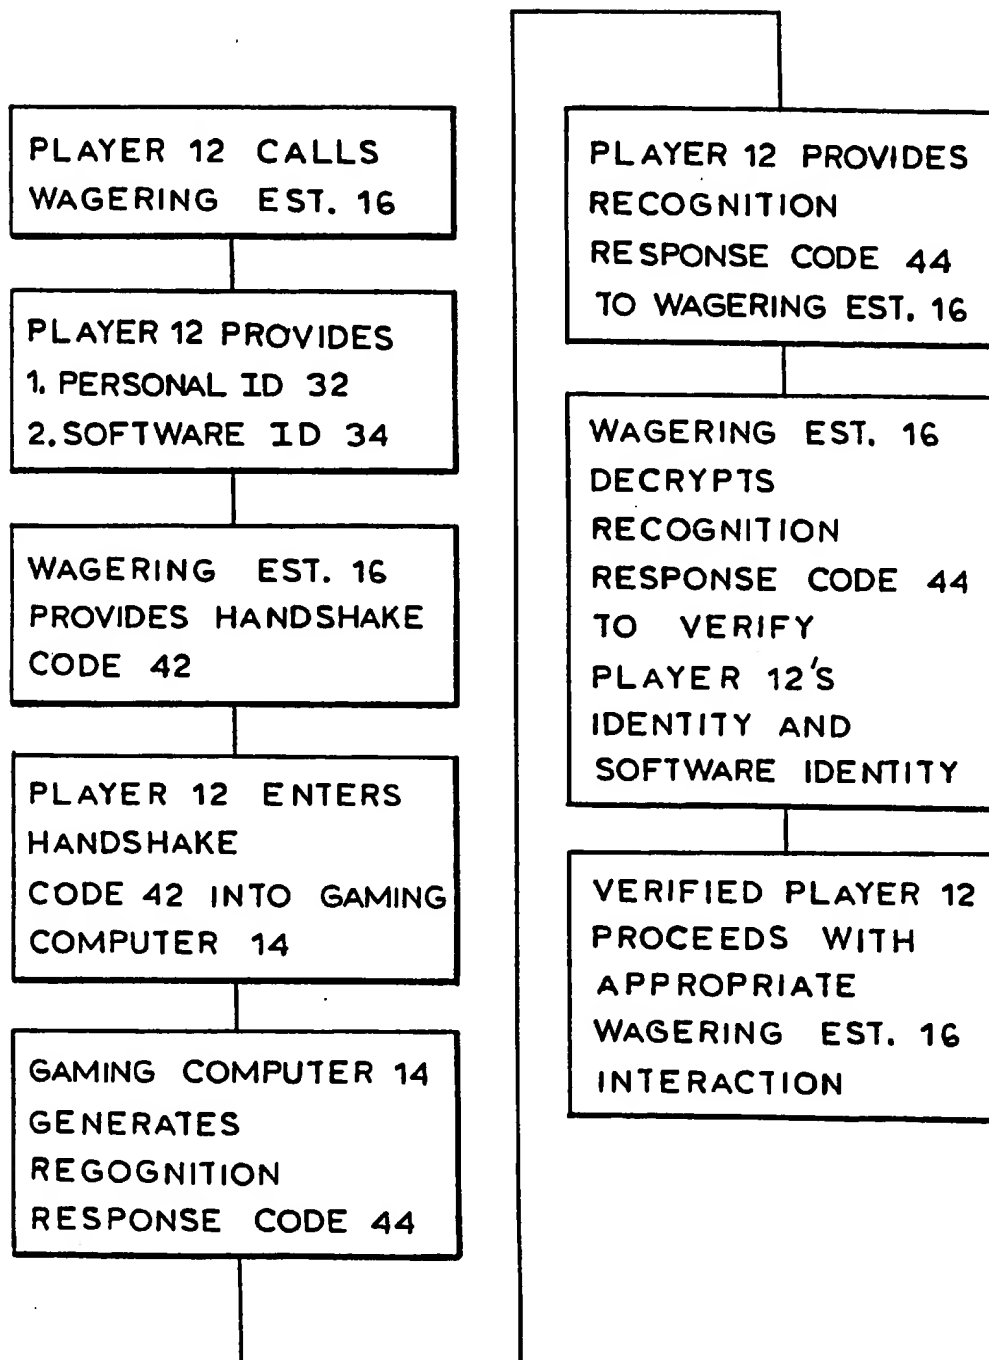 PLAYER 12 CALLS
WAGERING EST. 16
PLAYER 12 PROVIDES
1. PERSONAL ID 32
2. SOFTWARE ID 34
WAGERING EST. 16
PROVIDES HANDSHAKE
CODE 42
PLAYER 12 ENTERS
HANDSHAKE
CODE 42 INTO GAMING
COMPUTER 14
GAMING COMPUTER 14
GENERATES
REGOGNITION
RESPONSE CODE 44
PLAYER 12 PROVIDES
RECOGNITION
RESPONSE CODE 44
TO WAGERING EST. 16
WAGERING EST. 16
DECRYPTS
RECOGNITION
RESPONSE CODE 44
TO VERIFY
PLAYER 12'S
IDENTITY AND
SOFTWARE IDENTITY
VERIFIED PLAYER 12
PROCEEDS WITH
APPROPRIATE
WAGERING EST. 16
INTERACTION